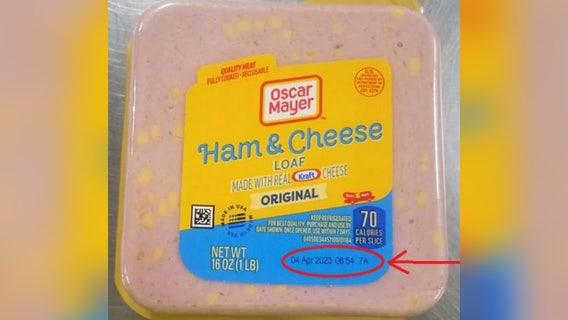 QUALITY MEAT
FULLY COOKED • RECLOSABLE
Oscar
Mayer
Ham & Cheese
LOAF
MADE WITH REAL Kraft CHEESE
ORIGINAL
MADE IN USA
KEEP REFRIGERATED
FOR BEST QUALITY, PURCHASE AND USE BY
DATE SHOWN. ONCE OPENED, USE WITHIN 7 DAYS.
70
CALORIES
PER SLICE
NET WT
16 OZ (1 LB)
04 Apr 2023 08:54 7A